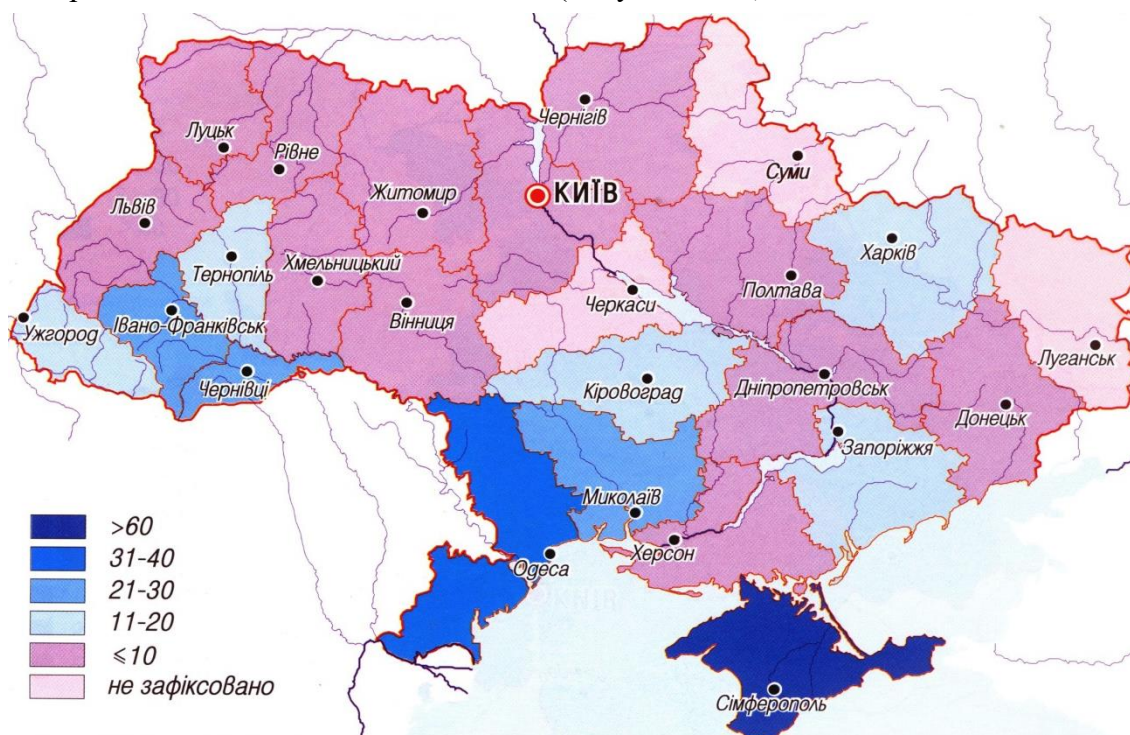 Чернігів
Луцьк
Рівне
Суми
Житомир
КИЇВ
Львів
Харків
Тернопіль
Хмельницький
Полтава
Черкаси
Вінниця
Ужгород
Івано-Франківськ
Луганськ
Чернівці
Кіровоград
Дніпропетровськ
Донецьк
Запоріжжя
Миколаїв
Херсон
Одеса
Сімферополь
>60
31-40
21-30
11-20
≤10
не зафіксовано